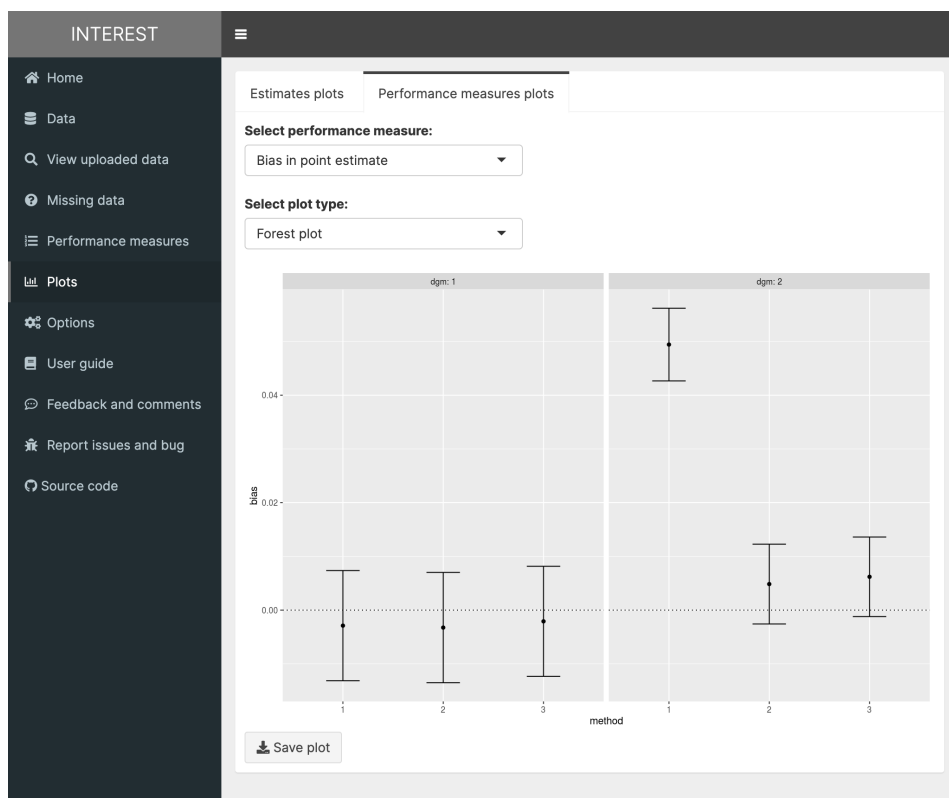 INTEREST
Home
Data
View uploaded data
Missing data
Performance measures
Plots
Options
User guide
Feedback and comments
Report issues and bug
Source code
Estimates plots
Performance measures plots
Select performance measure:
Bias in point estimate
Select plot type:
Forest plot
dgm: 1
dgm: 2
bias
0.04
0.02
0.00
1 2 3 1 2 3
method
Save plot